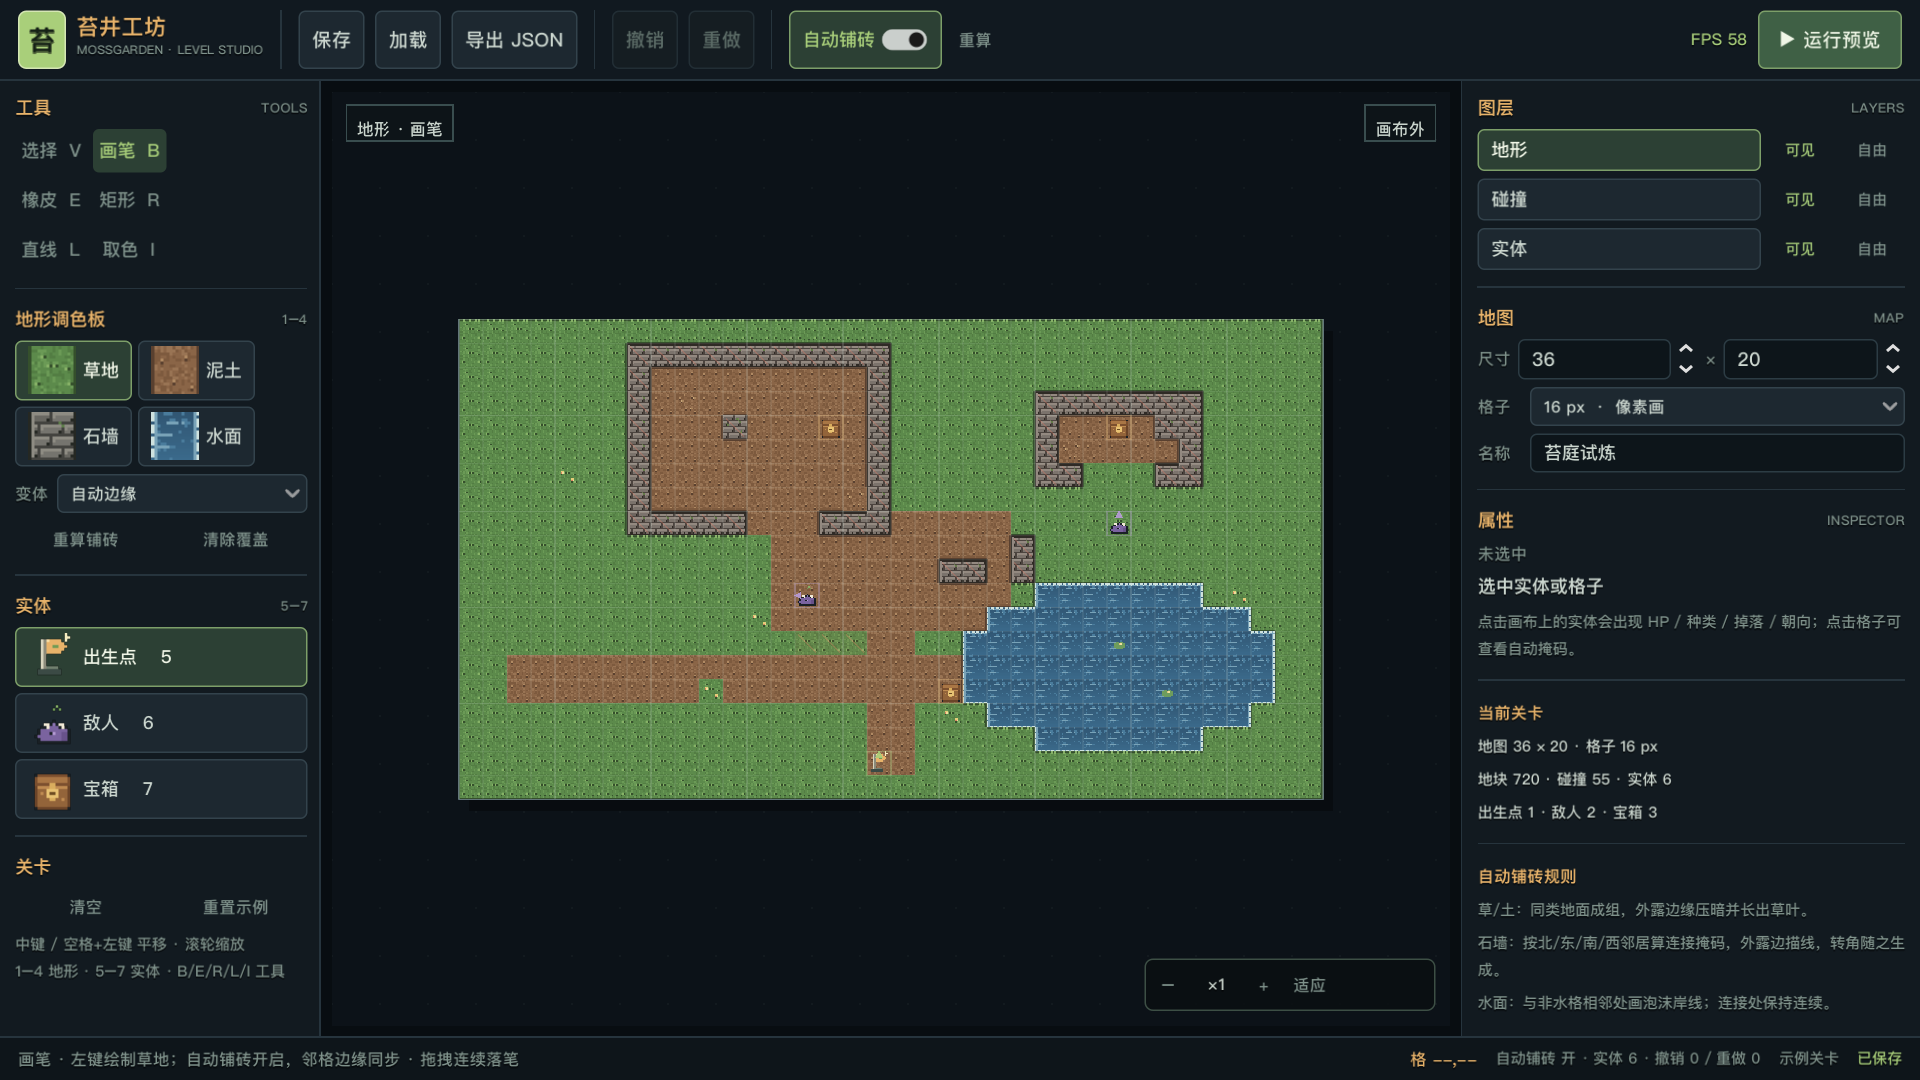 苔
苔井工坊
MOSSGARDEN · LEVEL STUDIO
保存
加载
导出 JSON
撤销
重做
自动铺砖
重算
FPS 58
▶ 运行预览
工具
TOOLS
选择 V
画笔 B
橡皮 E
矩形 R
直线 L
取色 I
地形调色板
1—4
草地
泥土
石墙
水面
变体
自动边缘
重算铺砖
清除覆盖
实体
5—7
出生点 5
敌人 6
宝箱 7
关卡
清空
重置示例
中键 / 空格+左键 平移 · 滚轮缩放
1—4 地形 · 5—7 实体 · B/E/R/L/I 工具
地形 · 画笔
画布外
— ×1 + 适应
图层
LAYERS
地形
可见
自由
碰撞
可见
自由
实体
可见
自由
地图
MAP
尺寸
36
×
20
格子
16 px · 像素画
名称
苔庭试炼
属性
INSPECTOR
未选中
选中实体或格子
点击画布上的实体会出现 HP / 种类 / 掉落 / 朝向；点击格子可
查看自动掩码。
当前关卡
地图 36 × 20 · 格子 16 px
地块 720 · 碰撞 55 · 实体 6
出生点 1 · 敌人 2 · 宝箱 3
自动铺砖规则
草/土：同类地面成组，外露边缘压暗并长出草叶。
石墙：按北/东/南/西邻居算连接掩码，外露边描线，转角随之生
成。
水面：与非水格相邻处画泡沫岸线；连接处保持连续。
画笔 · 左键绘制草地；自动铺砖开启，邻格边缘同步 · 拖拽连续落笔
格 ——,——
自动铺砖 开 · 实体 6 · 撤销 0 / 重做 0
示例关卡
已保存